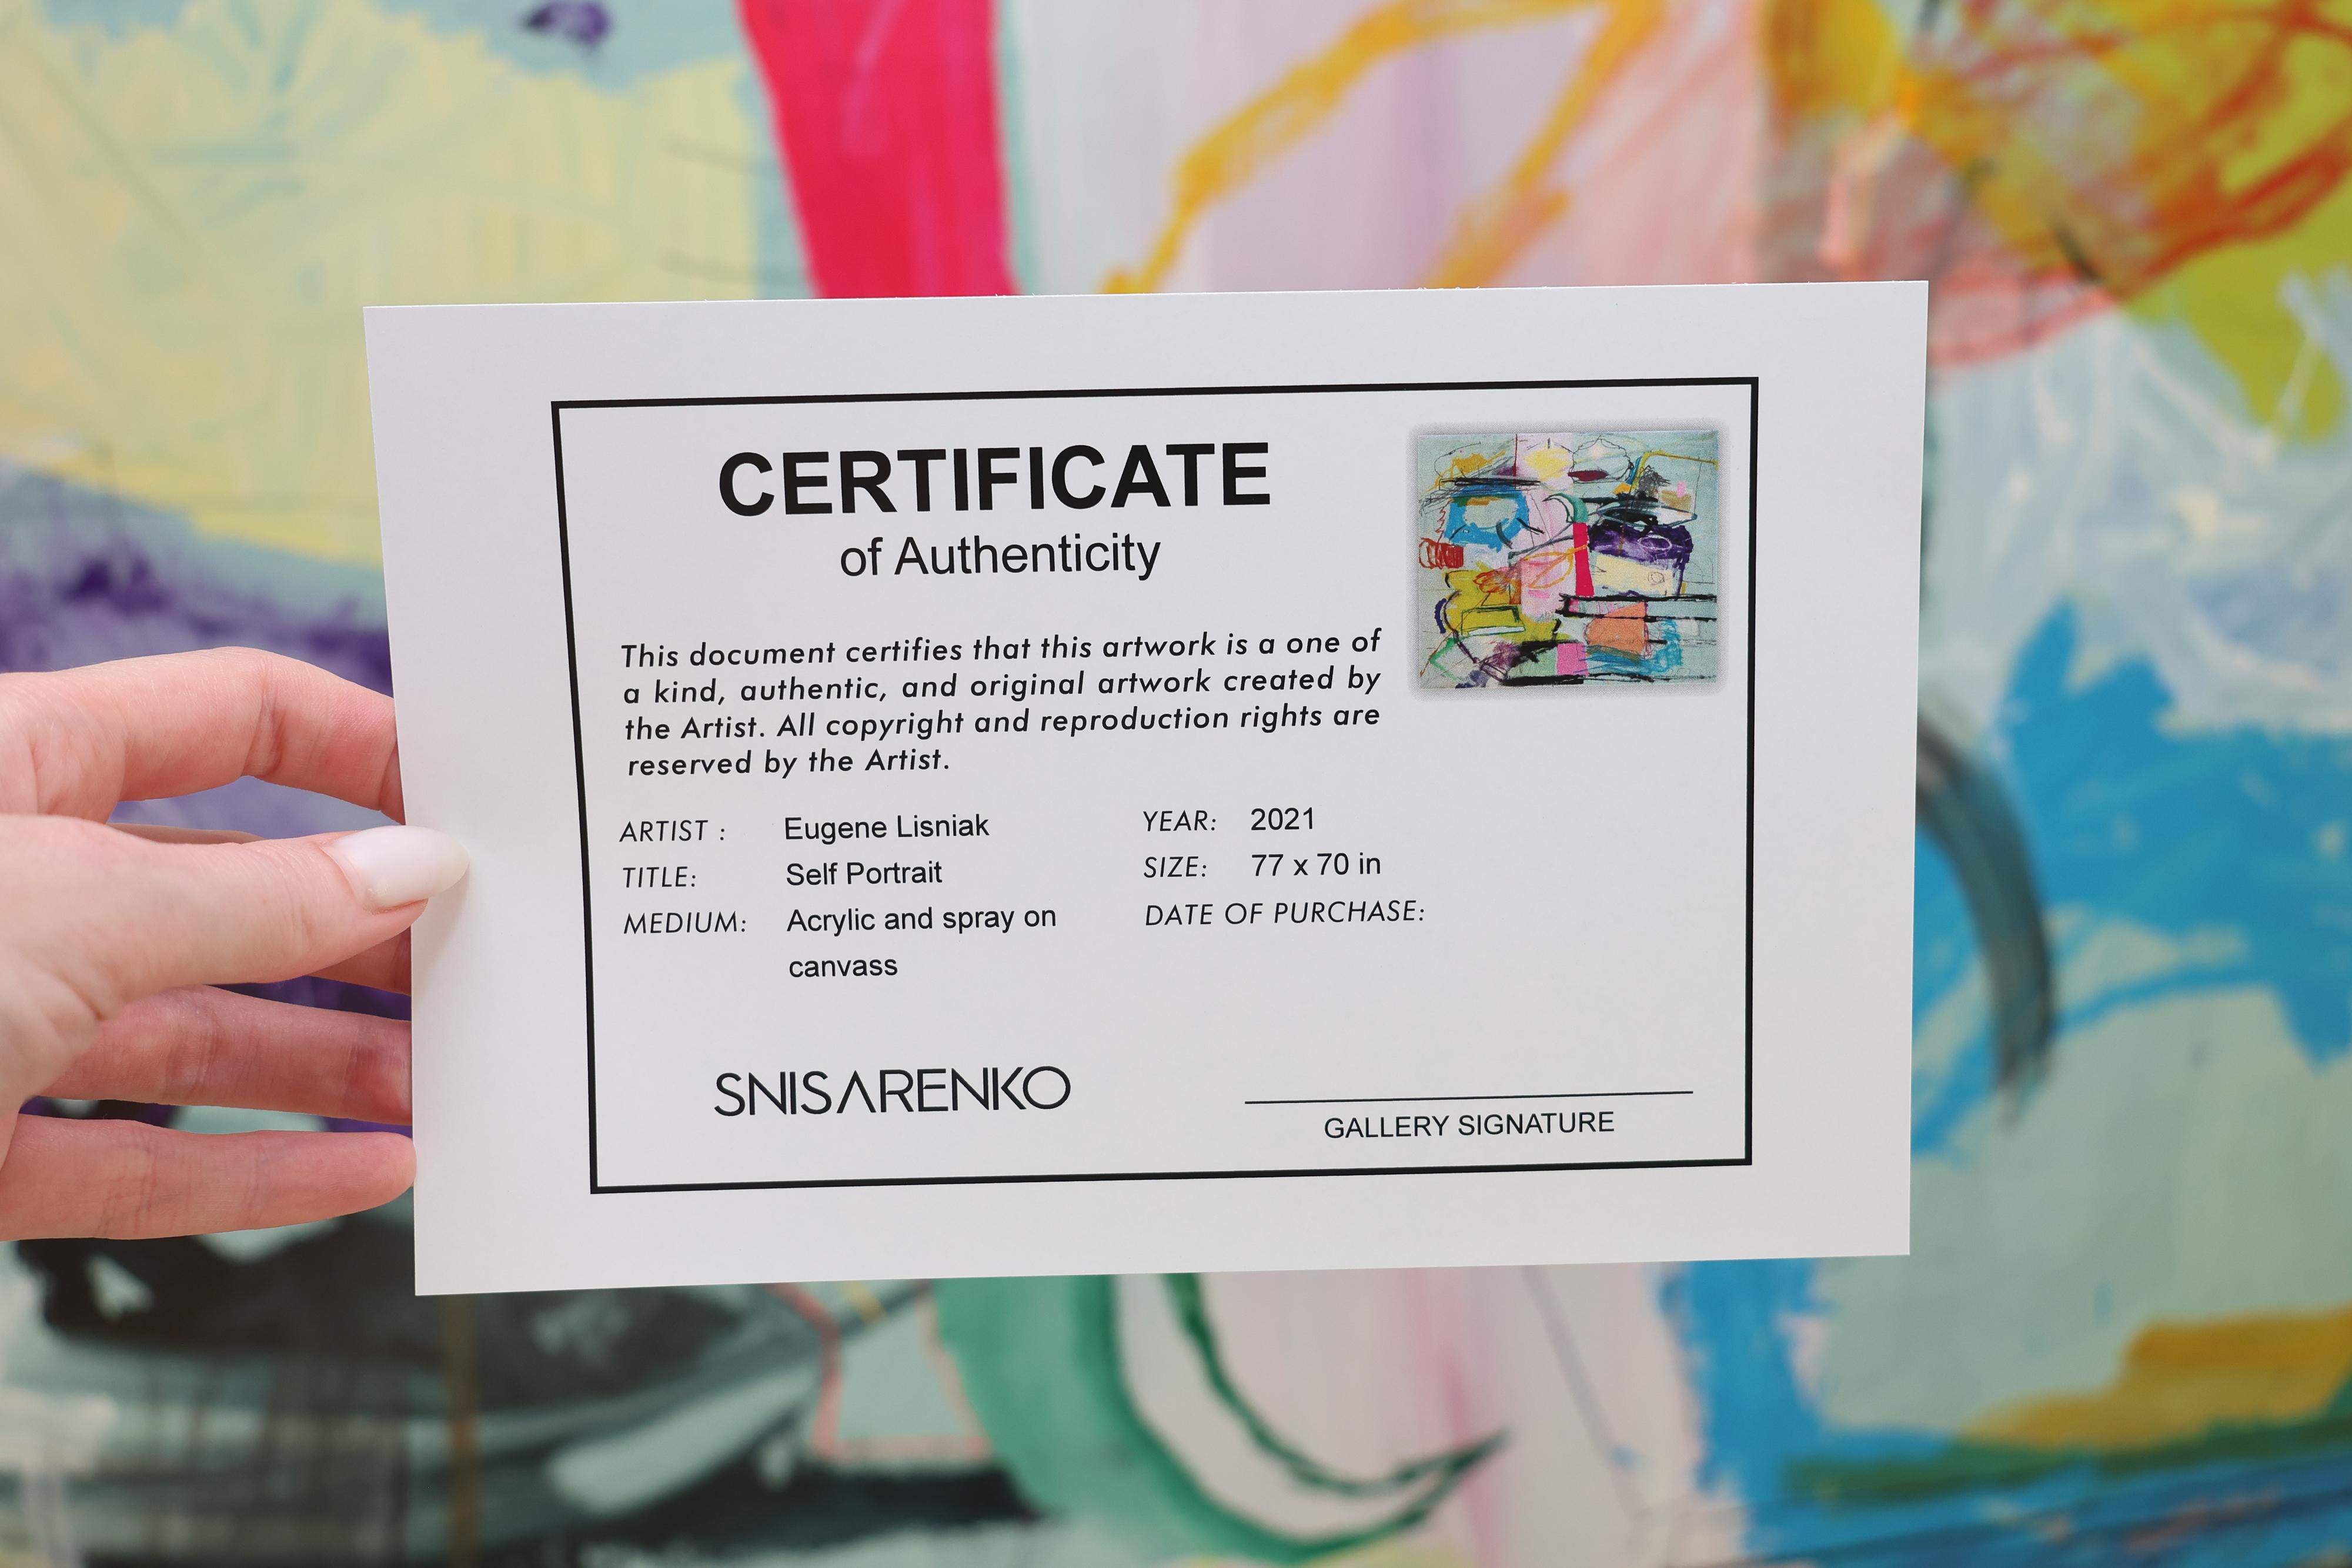 CERTIFICATE
of Authenticity
This document certifies that this artwork is a one of
a kind, authentic, and original artwork created by
the Artist. All copyright and reproduction rights are
reserved by the Artist.
ARTIST : Eugene Lisniak
TITLE: Self Portrait
MEDIUM: Acrylic and spray on
canvass
YEAR: 2021
SIZE: 77 x 70 in
DATE OF PURCHASE:
SNISARENKO
GALLERY SIGNATURE